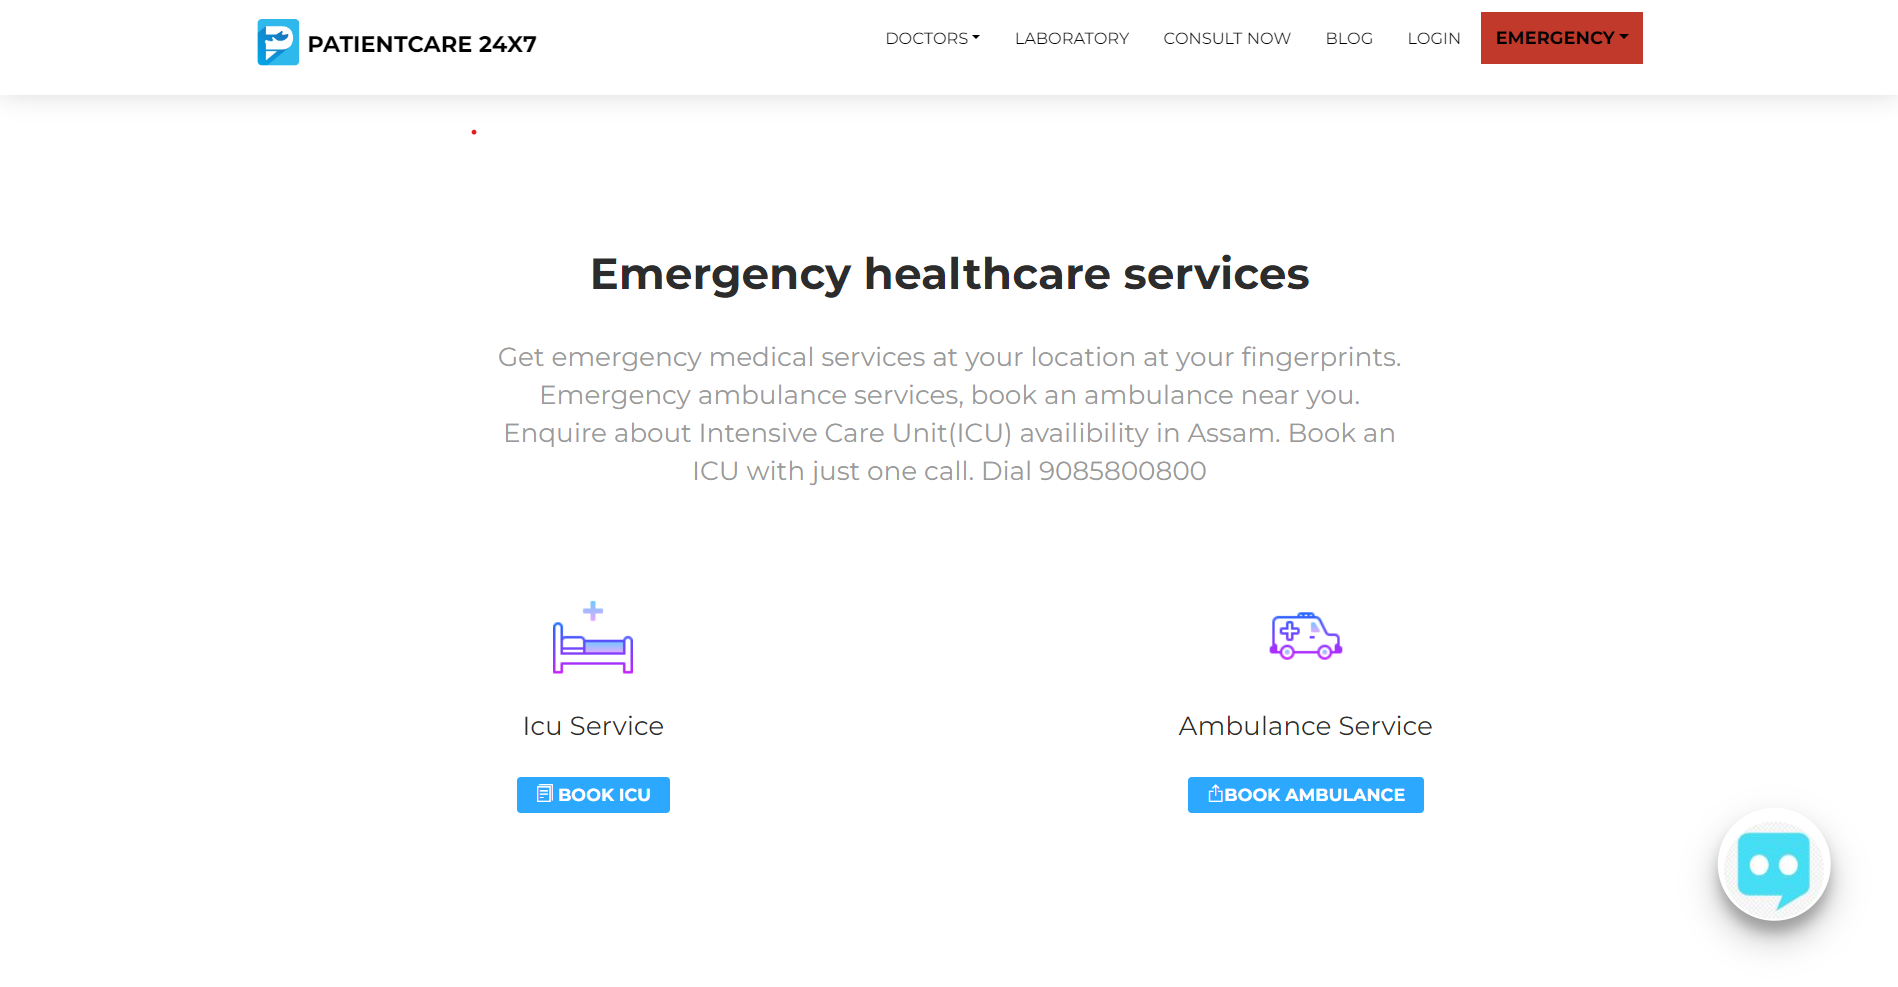 PATIENTCARE 24X7
DOCTORS
LABORATORY
CONSULT NOW
BLOG
LOGIN
EMERGENCY
Emergency healthcare services
Get emergency medical services at your location at your fingerprints.
Emergency ambulance services, book an ambulance near you.
Enquire about Intensive Care Unit(ICU) availibility in Assam. Book an
ICU with just one call. Dial 9085800800
Icu Service
Ambulance Service
BOOK ICU
BOOK AMBULANCE